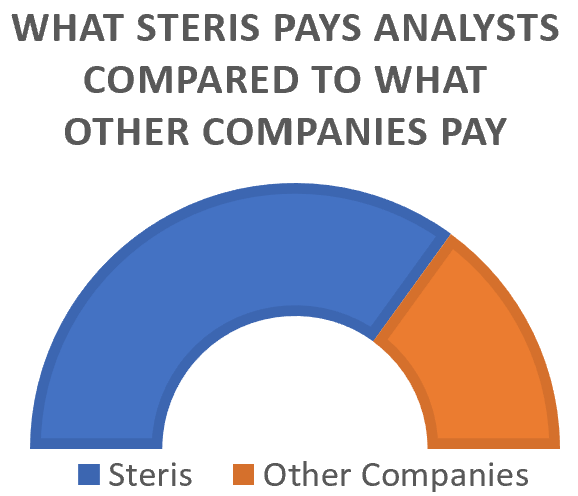 WHAT STERIS PAYS ANALYSTS
COMPARED TO WHAT
OTHER COMPANIES PAY
Steris Other Companies